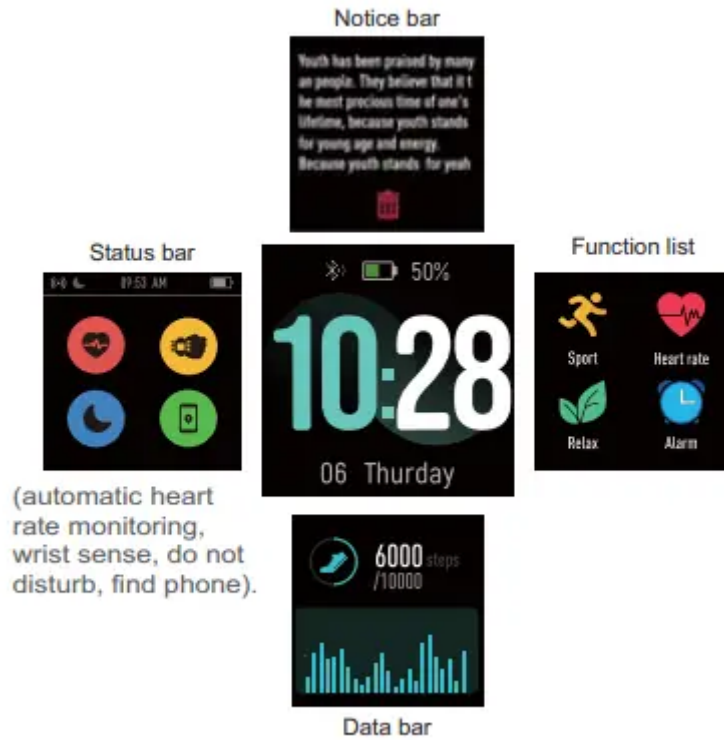 Notice bar
Youth has been praised by many
an people. They believe that it t
he most precious time of one's
lifetime, because youth stands
for young age and energy.
Because youth stands for yeah
Status bar
09:53 AM
(automatic heart
rate monitoring,
wrist sense, do not
disturb, find phone).
50%
10:28
06 Thurday
Function list
Sport
Heart rate
Relax
Alarm
6000 steps
/10000
Data bar